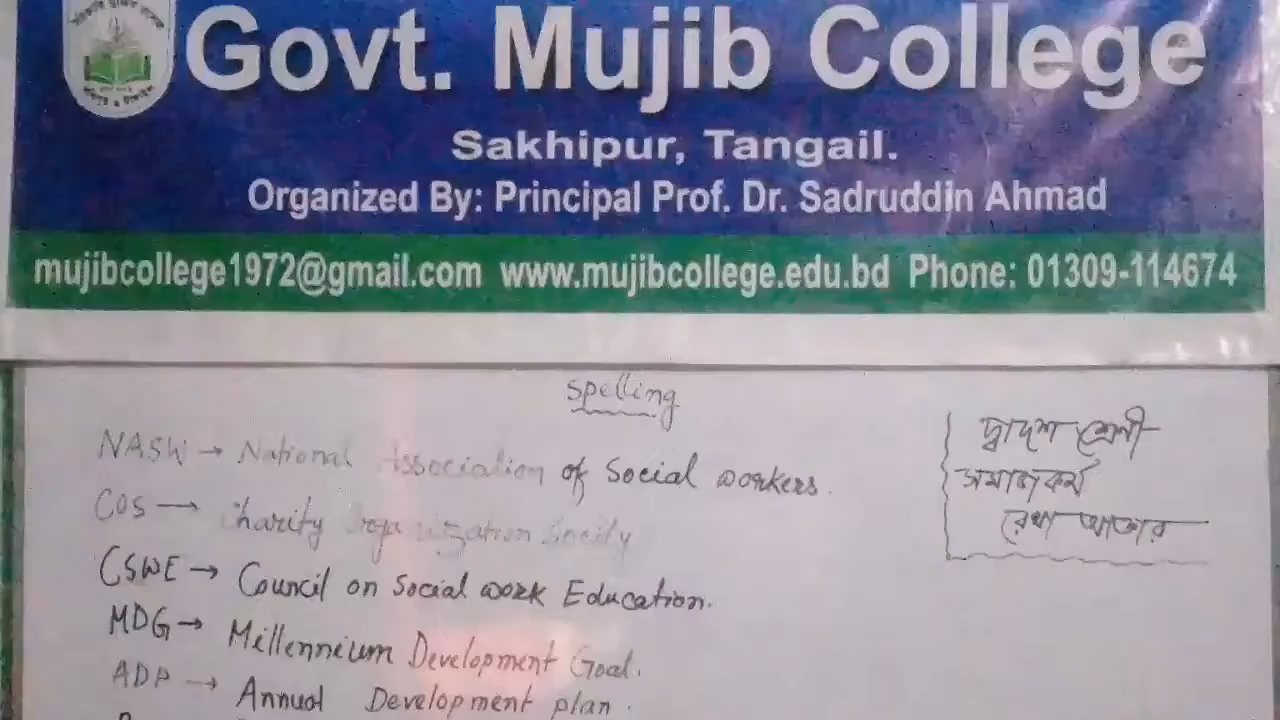 Govt. Mujib College
Sakhipur, Tangail.
Organized By: Principal Prof. Dr. Sadruddin Ahmad
mujibcollege1972@gmail.com www.mujibcollege.edu.bd Phone: 01309-114674
Spelling
NASW → National Association of Social workers.
COS → Charity Organization Socity
CSWE → Council on Social work Education.
MDG → Millennium Development Goal.
ADP → Annual Development plan.
দ্বাদশ শ্রেণী
সমাজকর্ম
রেখা আক্তার